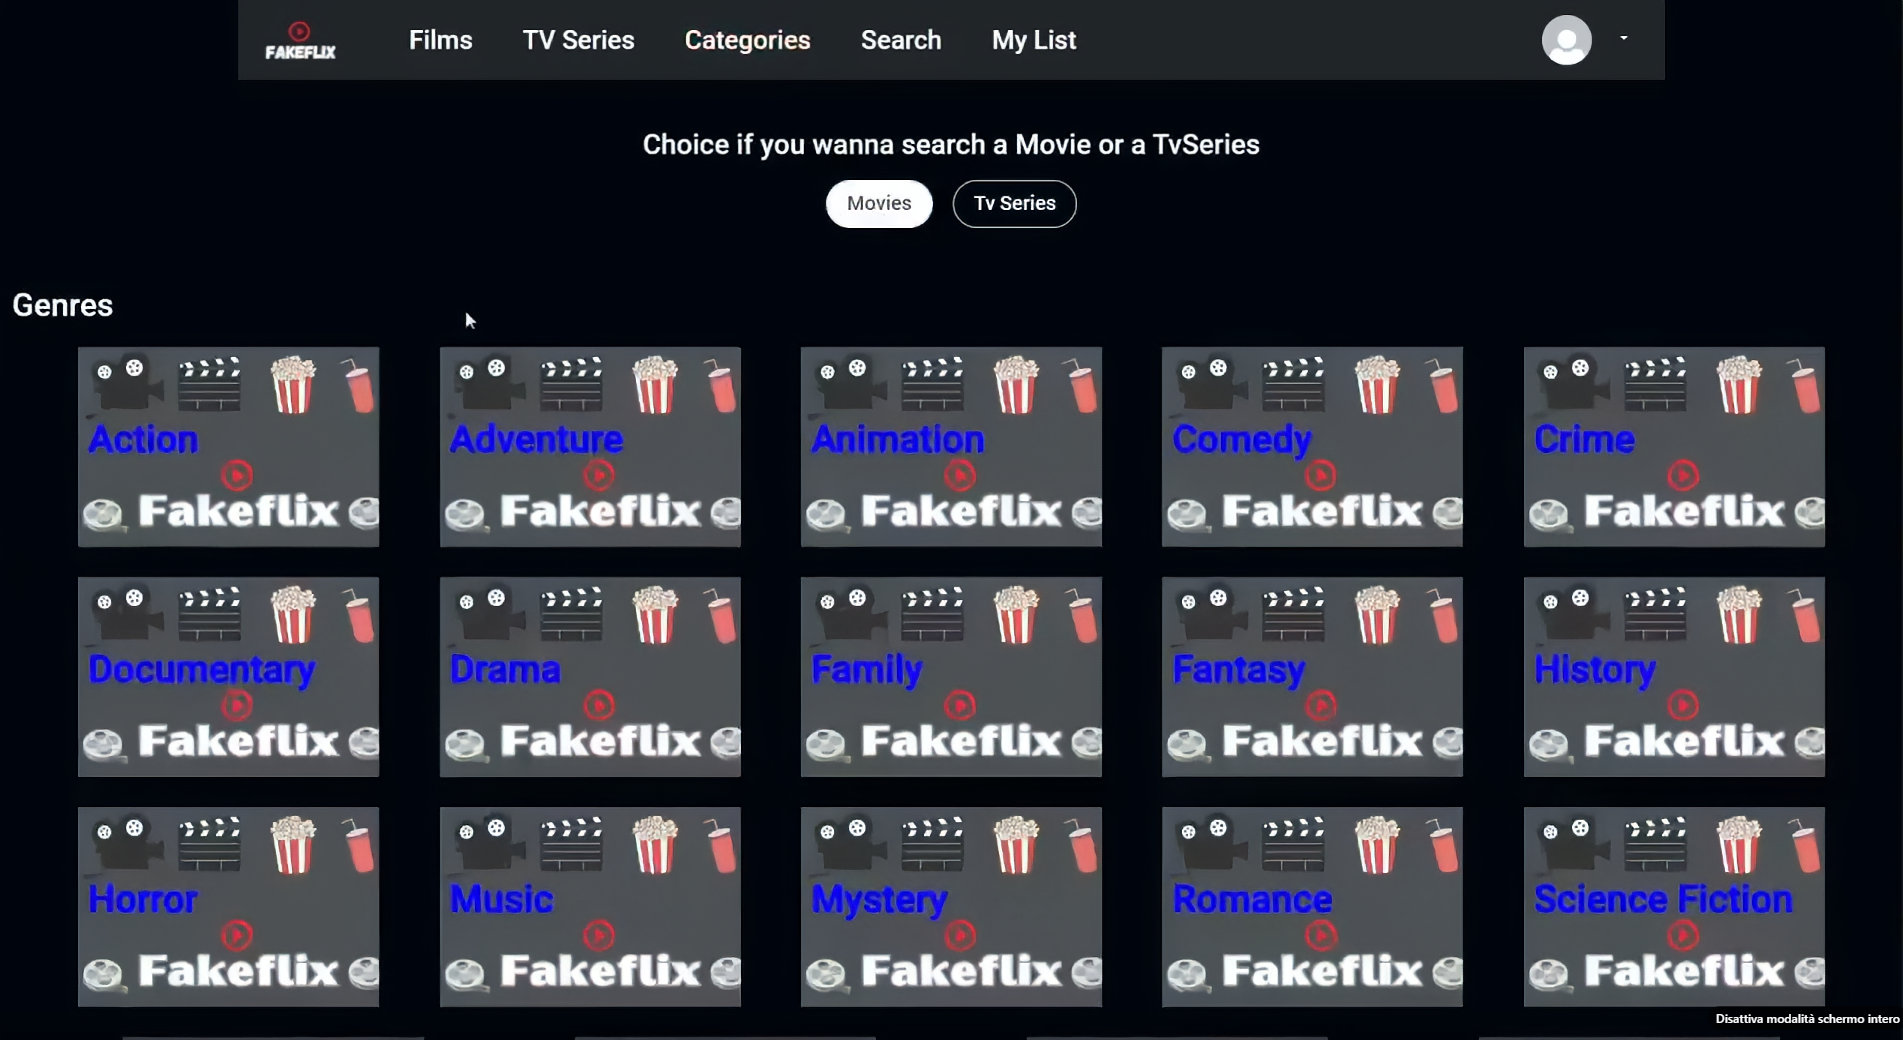 FAKEFLIX Films TV Series Categories Search My List
Choice if you wanna search a Movie or a TvSeries
Movies Tv Series
Genres
Action Adventure Animation Comedy Crime
Fakeflix Fakeflix Fakeflix Fakeflix Fakeflix
Documentary Drama Family Fantasy History
Fakeflix Fakeflix Fakeflix Fakeflix Fakeflix
Horror Music Mystery Romance Science Fiction
Fakeflix Fakeflix Fakeflix Fakeflix Fakeflix
Disattiva modalità schermo intero